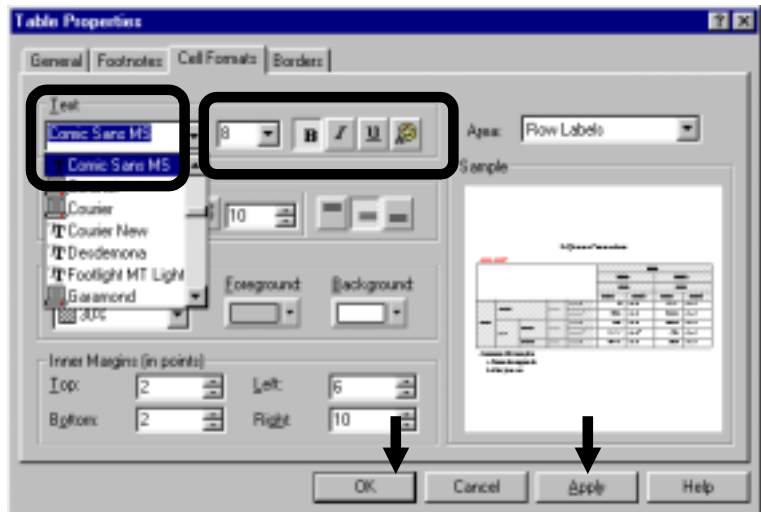 Table Properties
General Footnotes Cell Formats Borders
Text
Comic Sans MS 8 B I U
Area: Row Labels
Comic Sans MS
Sample
Courier
10
Courier New
Desdemona
Footlight MT Light
Foreground: Background:
Garamond
30%
Inner Margins (in points)
Top: 2 Left: 6
Bottom: 2 Right: 10
OK Cancel Apply Help